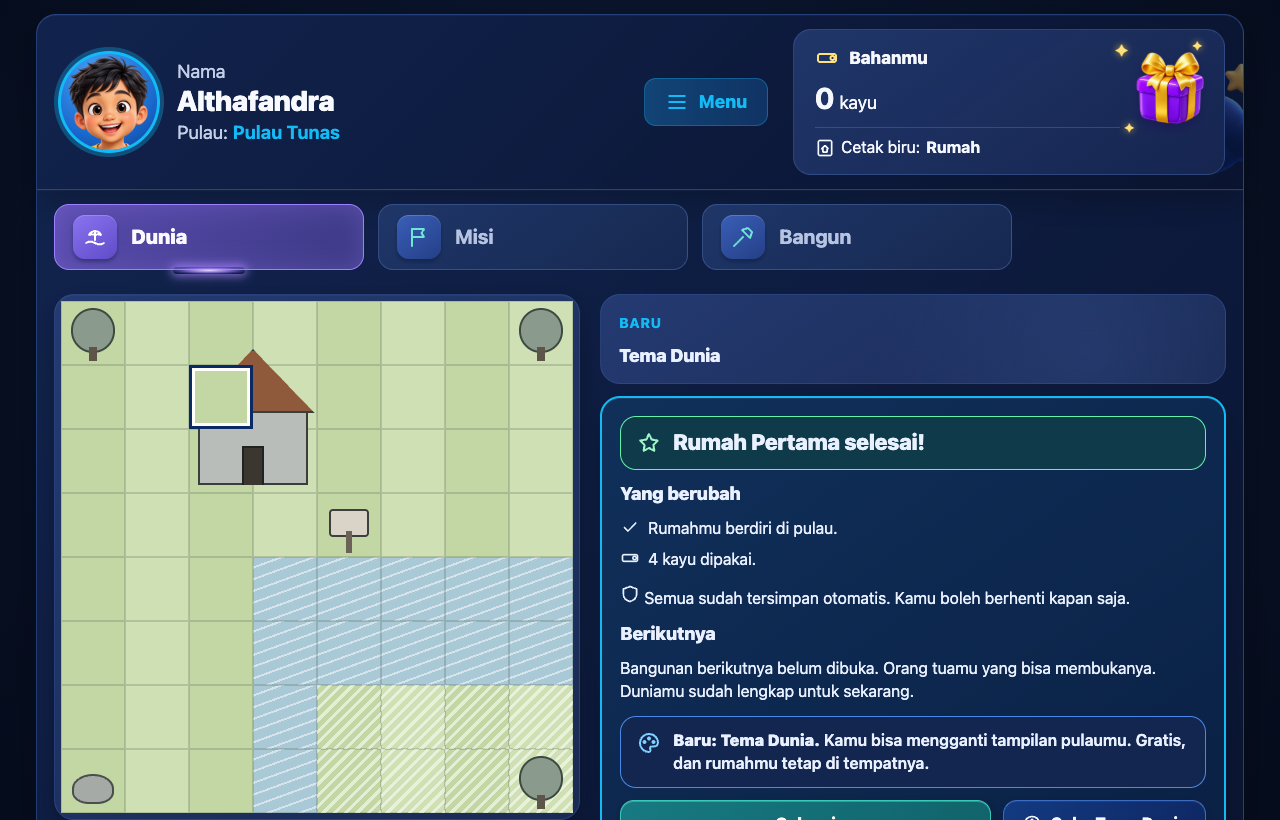 Nama
Althafandra
Pulau: Pulau Tunas
Menu
Bahanmu
0 kayu
Cetak biru: Rumah
Dunia
Misi
Bangun
BARU
Tema Dunia
Rumah Pertama selesai!
Yang berubah
Rumahmu berdiri di pulau.
4 kayu dipakai.
Semua sudah tersimpan otomatis. Kamu boleh berhenti kapan saja.
Berikutnya
Bangunan berikutnya belum dibuka. Orang tuamu yang bisa membukanya.
Duniamu sudah lengkap untuk sekarang.
Baru: Tema Dunia. Kamu bisa mengganti tampilan pulaumu. Gratis,
dan rumahmu tetap di tempatnya.